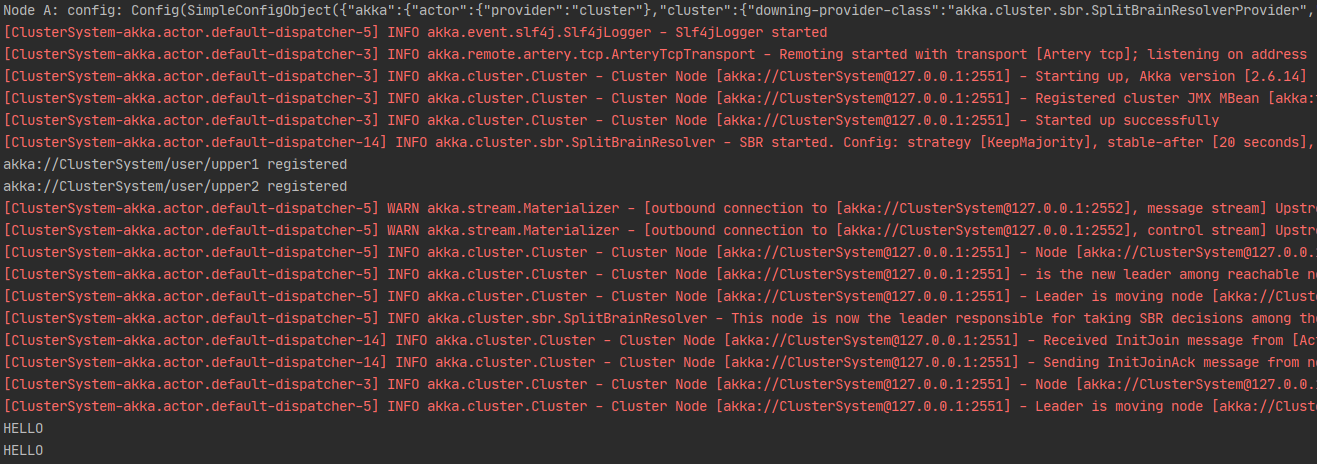 Node A: config: Config(SimpleConfigObject({"akka":{"actor":{"provider":"cluster"},"cluster":{"downing-provider-class":"akka.cluster.sbr.SplitBrainResolverProvider",
[ClusterSystem-akka.actor.default-dispatcher-5] INFO akka.event.slf4j.Slf4jLogger - Slf4jLogger started
[ClusterSystem-akka.actor.default-dispatcher-3] INFO akka.remote.artery.tcp.ArteryTcpTransport - Remoting started with transport [Artery tcp]; listening on address
[ClusterSystem-akka.actor.default-dispatcher-3] INFO akka.cluster.Cluster - Cluster Node [akka://ClusterSystem@127.0.0.1:2551] - Starting up, Akka version [2.6.14]
[ClusterSystem-akka.actor.default-dispatcher-3] INFO akka.cluster.Cluster - Cluster Node [akka://ClusterSystem@127.0.0.1:2551] - Registered cluster JMX MBean [akka:
[ClusterSystem-akka.actor.default-dispatcher-3] INFO akka.cluster.Cluster - Cluster Node [akka://ClusterSystem@127.0.0.1:2551] - Started up successfully
[ClusterSystem-akka.actor.default-dispatcher-14] INFO akka.cluster.sbr.SplitBrainResolver - SBR started. Config: strategy [KeepMajority], stable-after [20 seconds],
akka://ClusterSystem/user/upper1 registered
akka://ClusterSystem/user/upper2 registered
[ClusterSystem-akka.actor.default-dispatcher-5] WARN akka.stream.Materializer - [outbound connection to [akka://ClusterSystem@127.0.0.1:2552], message stream] Upstre
[ClusterSystem-akka.actor.default-dispatcher-5] WARN akka.stream.Materializer - [outbound connection to [akka://ClusterSystem@127.0.0.1:2552], control stream] Upstre
[ClusterSystem-akka.actor.default-dispatcher-5] INFO akka.cluster.Cluster - Cluster Node [akka://ClusterSystem@127.0.0.1:2551] - Node [akka://ClusterSystem@127.0.0.1
[ClusterSystem-akka.actor.default-dispatcher-5] INFO akka.cluster.Cluster - Cluster Node [akka://ClusterSystem@127.0.0.1:2551] - is the new leader among reachable no
[ClusterSystem-akka.actor.default-dispatcher-5] INFO akka.cluster.Cluster - Cluster Node [akka://ClusterSystem@127.0.0.1:2551] - Leader is moving node [akka://Cluste
[ClusterSystem-akka.actor.default-dispatcher-5] INFO akka.cluster.sbr.SplitBrainResolver - This node is now the leader responsible for taking SBR decisions among the
[ClusterSystem-akka.actor.default-dispatcher-14] INFO akka.cluster.Cluster - Cluster Node [akka://ClusterSystem@127.0.0.1:2551] - Received InitJoin message from [Act
[ClusterSystem-akka.actor.default-dispatcher-14] INFO akka.cluster.Cluster - Cluster Node [akka://ClusterSystem@127.0.0.1:2551] - Sending InitJoinAck message from no
[ClusterSystem-akka.actor.default-dispatcher-3] INFO akka.cluster.Cluster - Cluster Node [akka://ClusterSystem@127.0.0.1:2551] - Node [akka://ClusterSystem@127.0.0.1
[ClusterSystem-akka.actor.default-dispatcher-5] INFO akka.cluster.Cluster - Cluster Node [akka://ClusterSystem@127.0.0.1:2551] - Leader is moving node [akka://Cluste
HELLO
HELLO